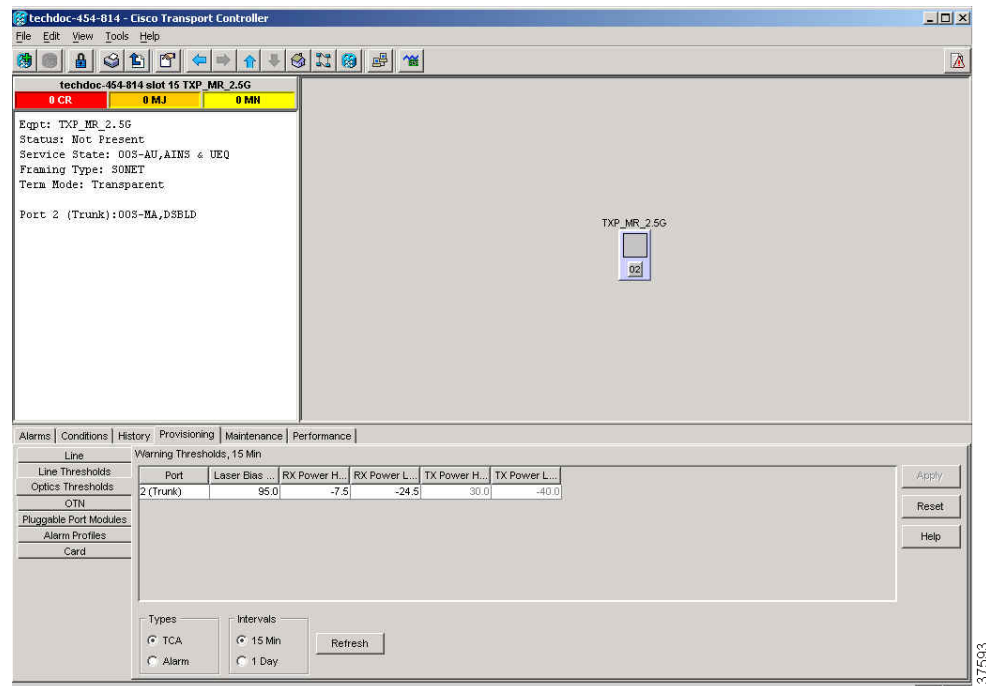 techdoc-454-814 - Cisco Transport Controller
File Edit View Tools Help
techdoc-454-814 slot 15 TXP_MR_2.5G
0 CR 0 MJ 0 MN
Eqpt: TXP_MR_2.5G
Status: Not Present
Service State: OOS-AU,AINS & UEQ
Framing Type: SONET
Term Mode: Transparent
Port 2 (Trunk):OOS-MA,DSBLD
TXP_MR_2.5G
02
Alarms Conditions History Provisioning Maintenance Performance
Line
Line Thresholds
Optics Thresholds
OTN
Pluggable Port Modules
Alarm Profiles
Card
Warning Thresholds, 15 Min
Port Laser Bias ... RX Power H... RX Power L... TX Power H... TX Power L...
2 (Trunk) 95.0 -7.5 -24.5 30.0 -40.0
Apply
Reset
Help
Types
TCA
Alarm
Intervals
15 Min
1 Day
Refresh
37593